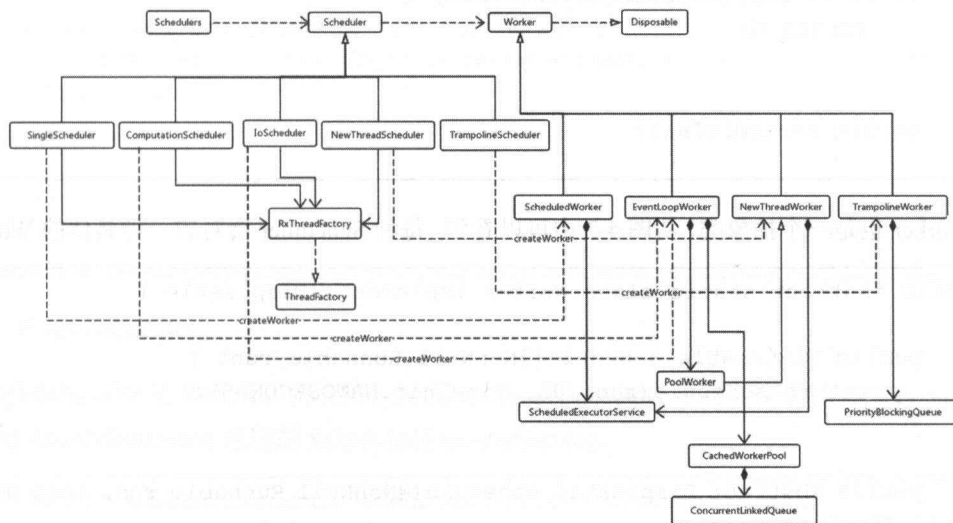 Schedulers
Scheduler
Worker
Disposable
SingleScheduler
ComputationScheduler
IoScheduler
NewThreadScheduler
TrampolineScheduler
ScheduledWorker
EventLoopWorker
NewThreadWorker
TrampolineWorker
RxThreadFactory
createWorker
ThreadFactory
createWorker
createWorker
createWorker
PoolWorker
ScheduledExecutorService
PriorityBlockingQueue
CachedWorkerPool
ConcurrentLinkedQueue